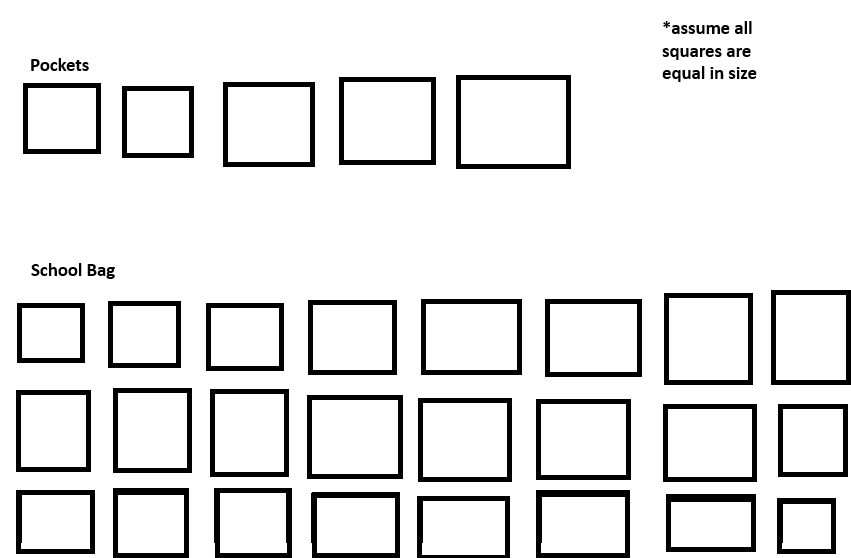 *assume all
squares are
equal in size
Pockets
School Bag